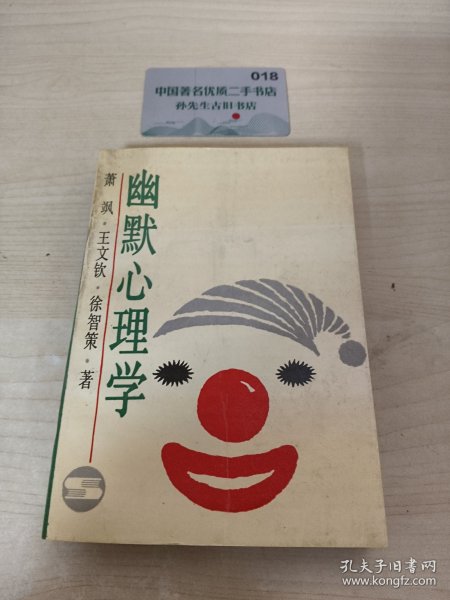 018
中国著名优质二手书店
孙先生古旧书店
幽默心理学
萧飒·王文钦·徐智策·著
孔夫子旧书网
www.kongfz.com